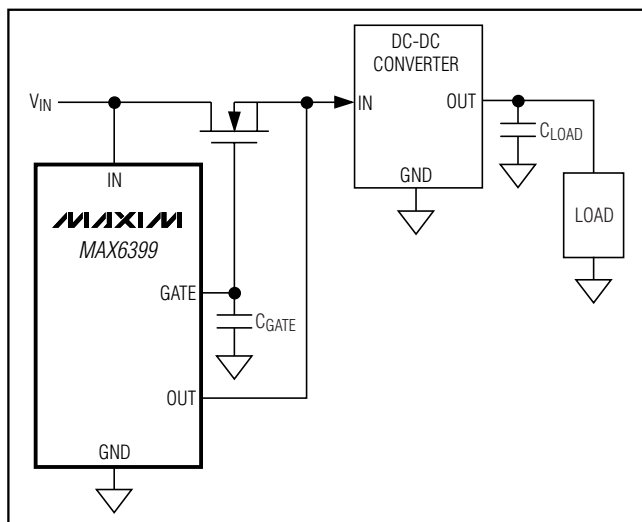 DC-DC
CONVERTER
VIN
IN
OUT
CLOAD
IN
GND
LOAD
MAXIM
MAX6399
GATE
CGATE
OUT
GND